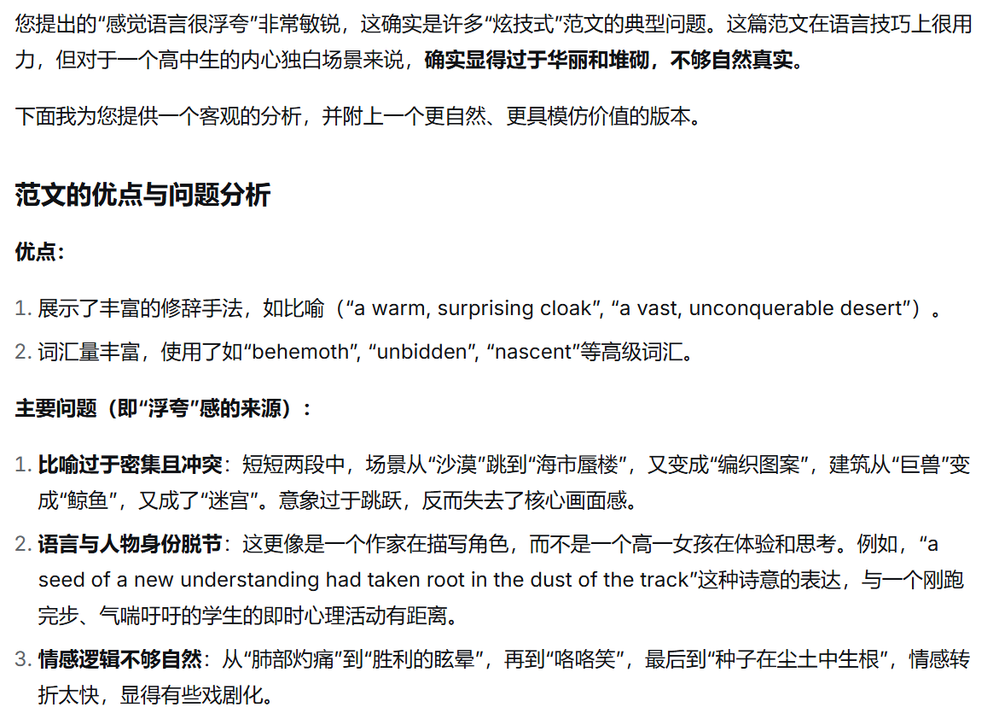 您提出的“感觉语言很浮夸”非常敏锐，这确实是许多“炫技式”范文的典型问题。这篇范文在语言技巧上很用
力，但对于一个高中生的内心独白场景来说，确实显得过于华丽和堆砌，不够自然真实。
下面我为您提供一个客观的分析，并附上一个更自然、更具模仿价值的版本。
范文的优点与问题分析
优点：
1. 展示了丰富的修辞手法，如比喻（“a warm, surprising cloak”, “a vast, unconquerable desert”）。
2. 词汇量丰富，使用了如“behemoth”, “unbidden”, “nascent”等高级词汇。
主要问题（即“浮夸”感的来源）：
1. 比喻过于密集且冲突：短短两段中，场景从“沙漠”跳到“海市蜃楼”，又变成“编织图案”，建筑从“巨兽”变
成“鲸鱼”，又成了“迷宫”。意象过于跳跃，反而失去了核心画面感。
2. 语言与人物身份脱节：这更像是一个作家在描写角色，而不是一个高一女孩在体验和思考。例如，“a
seed of a new understanding had taken root in the dust of the track”这种诗意的表达，与一个刚跑
完步、气喘吁吁的学生的即时心理活动有距离。
3. 情感逻辑不够自然：从“肺部灼痛”到“胜利的眩晕”，再到“咯咯笑”，最后到“种子在尘土中生根”，情感转
折太快，显得有些戏剧化。